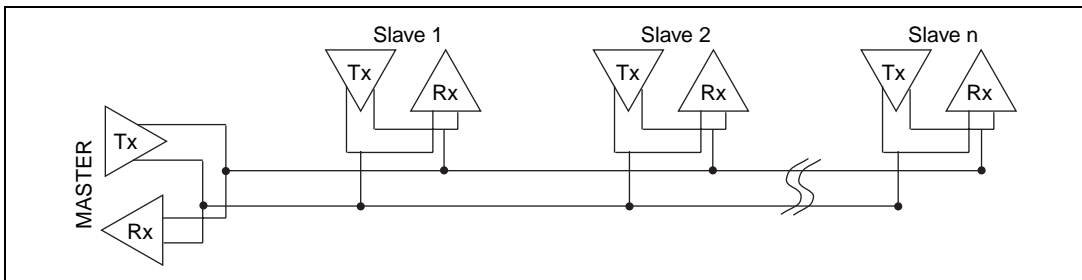 Slave 1
Slave 2
Slave n
Tx
Rx
Tx
Rx
Tx
Rx
MASTER
Tx
Rx